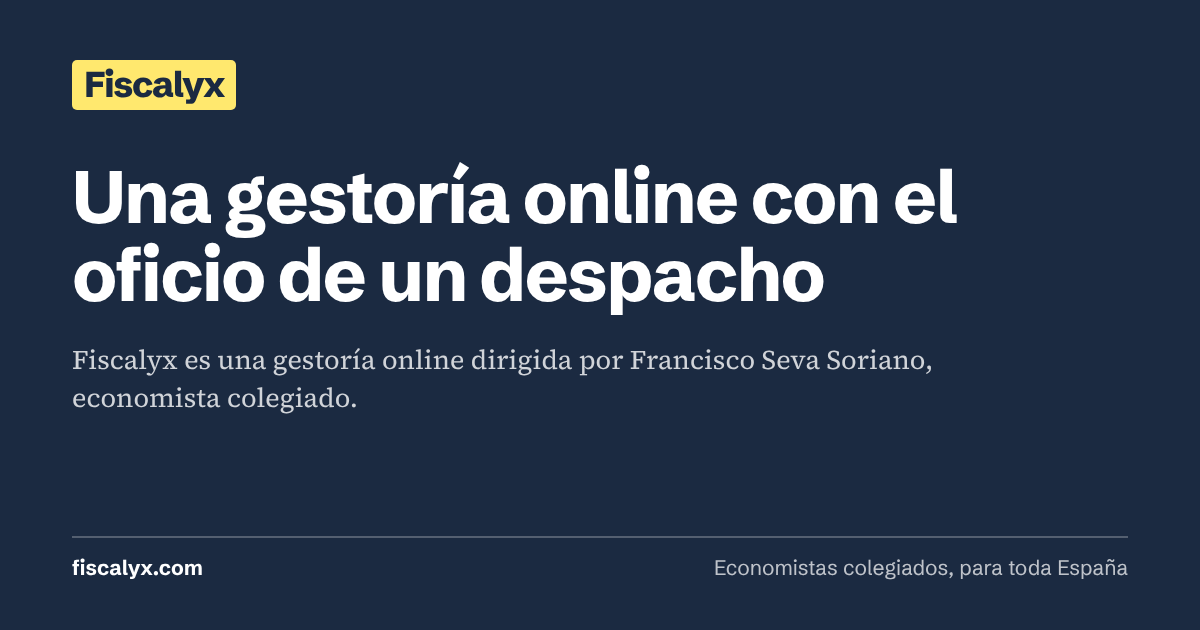 Fiscalyx
Una gestoría online con el
oficio de un despacho
Fiscalyx es una gestoría online dirigida por Francisco Seva Soriano,
economista colegiado.
fiscalyx.com
Economistas colegiados, para toda España